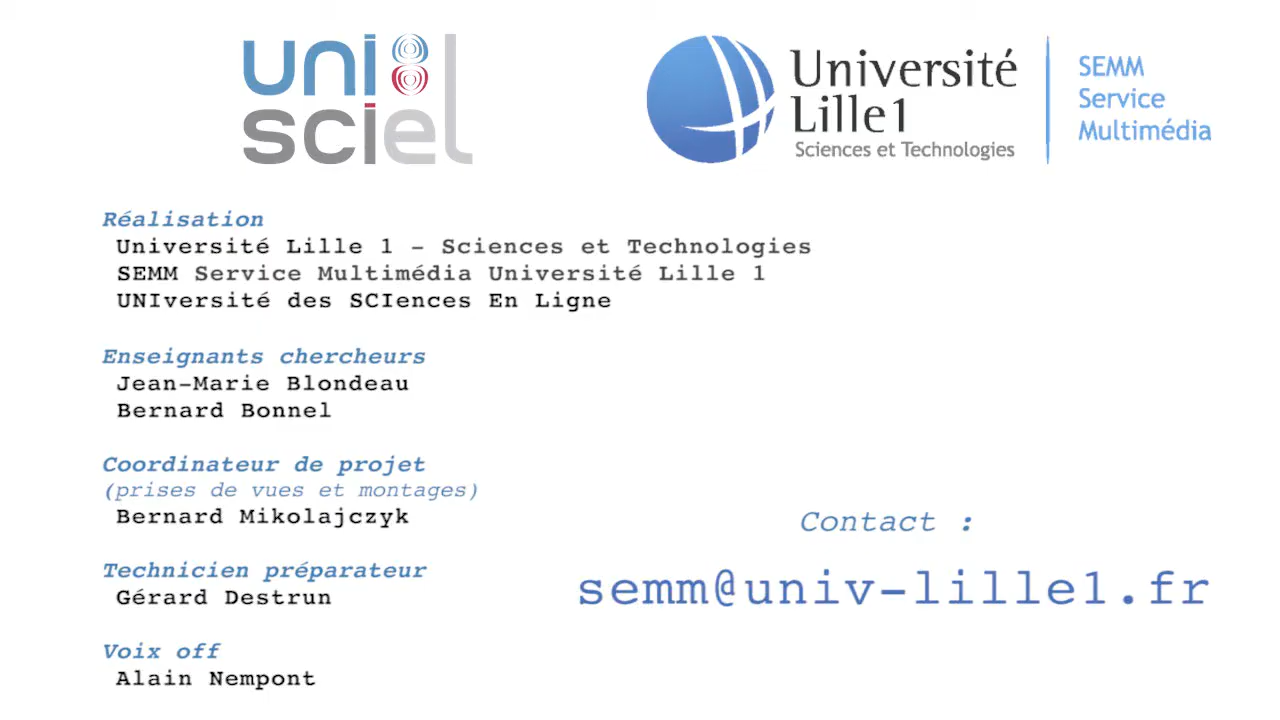 uni
sciel
Université
Lille1
Sciences et Technologies
SEMM
Service
Multimédia
Réalisation
Université Lille 1 - Sciences et Technologies
SEMM Service Multimédia Université Lille 1
UNIversité des SCIences En Ligne
Enseignants chercheurs
Jean-Marie Blondeau
Bernard Bonnel
Coordinateur de projet
(prises de vues et montages)
Bernard Mikolajczyk
Technicien préparateur
Gérard Destrun
Voix off
Alain Nempont
Contact :
semm@univ-lille1.fr